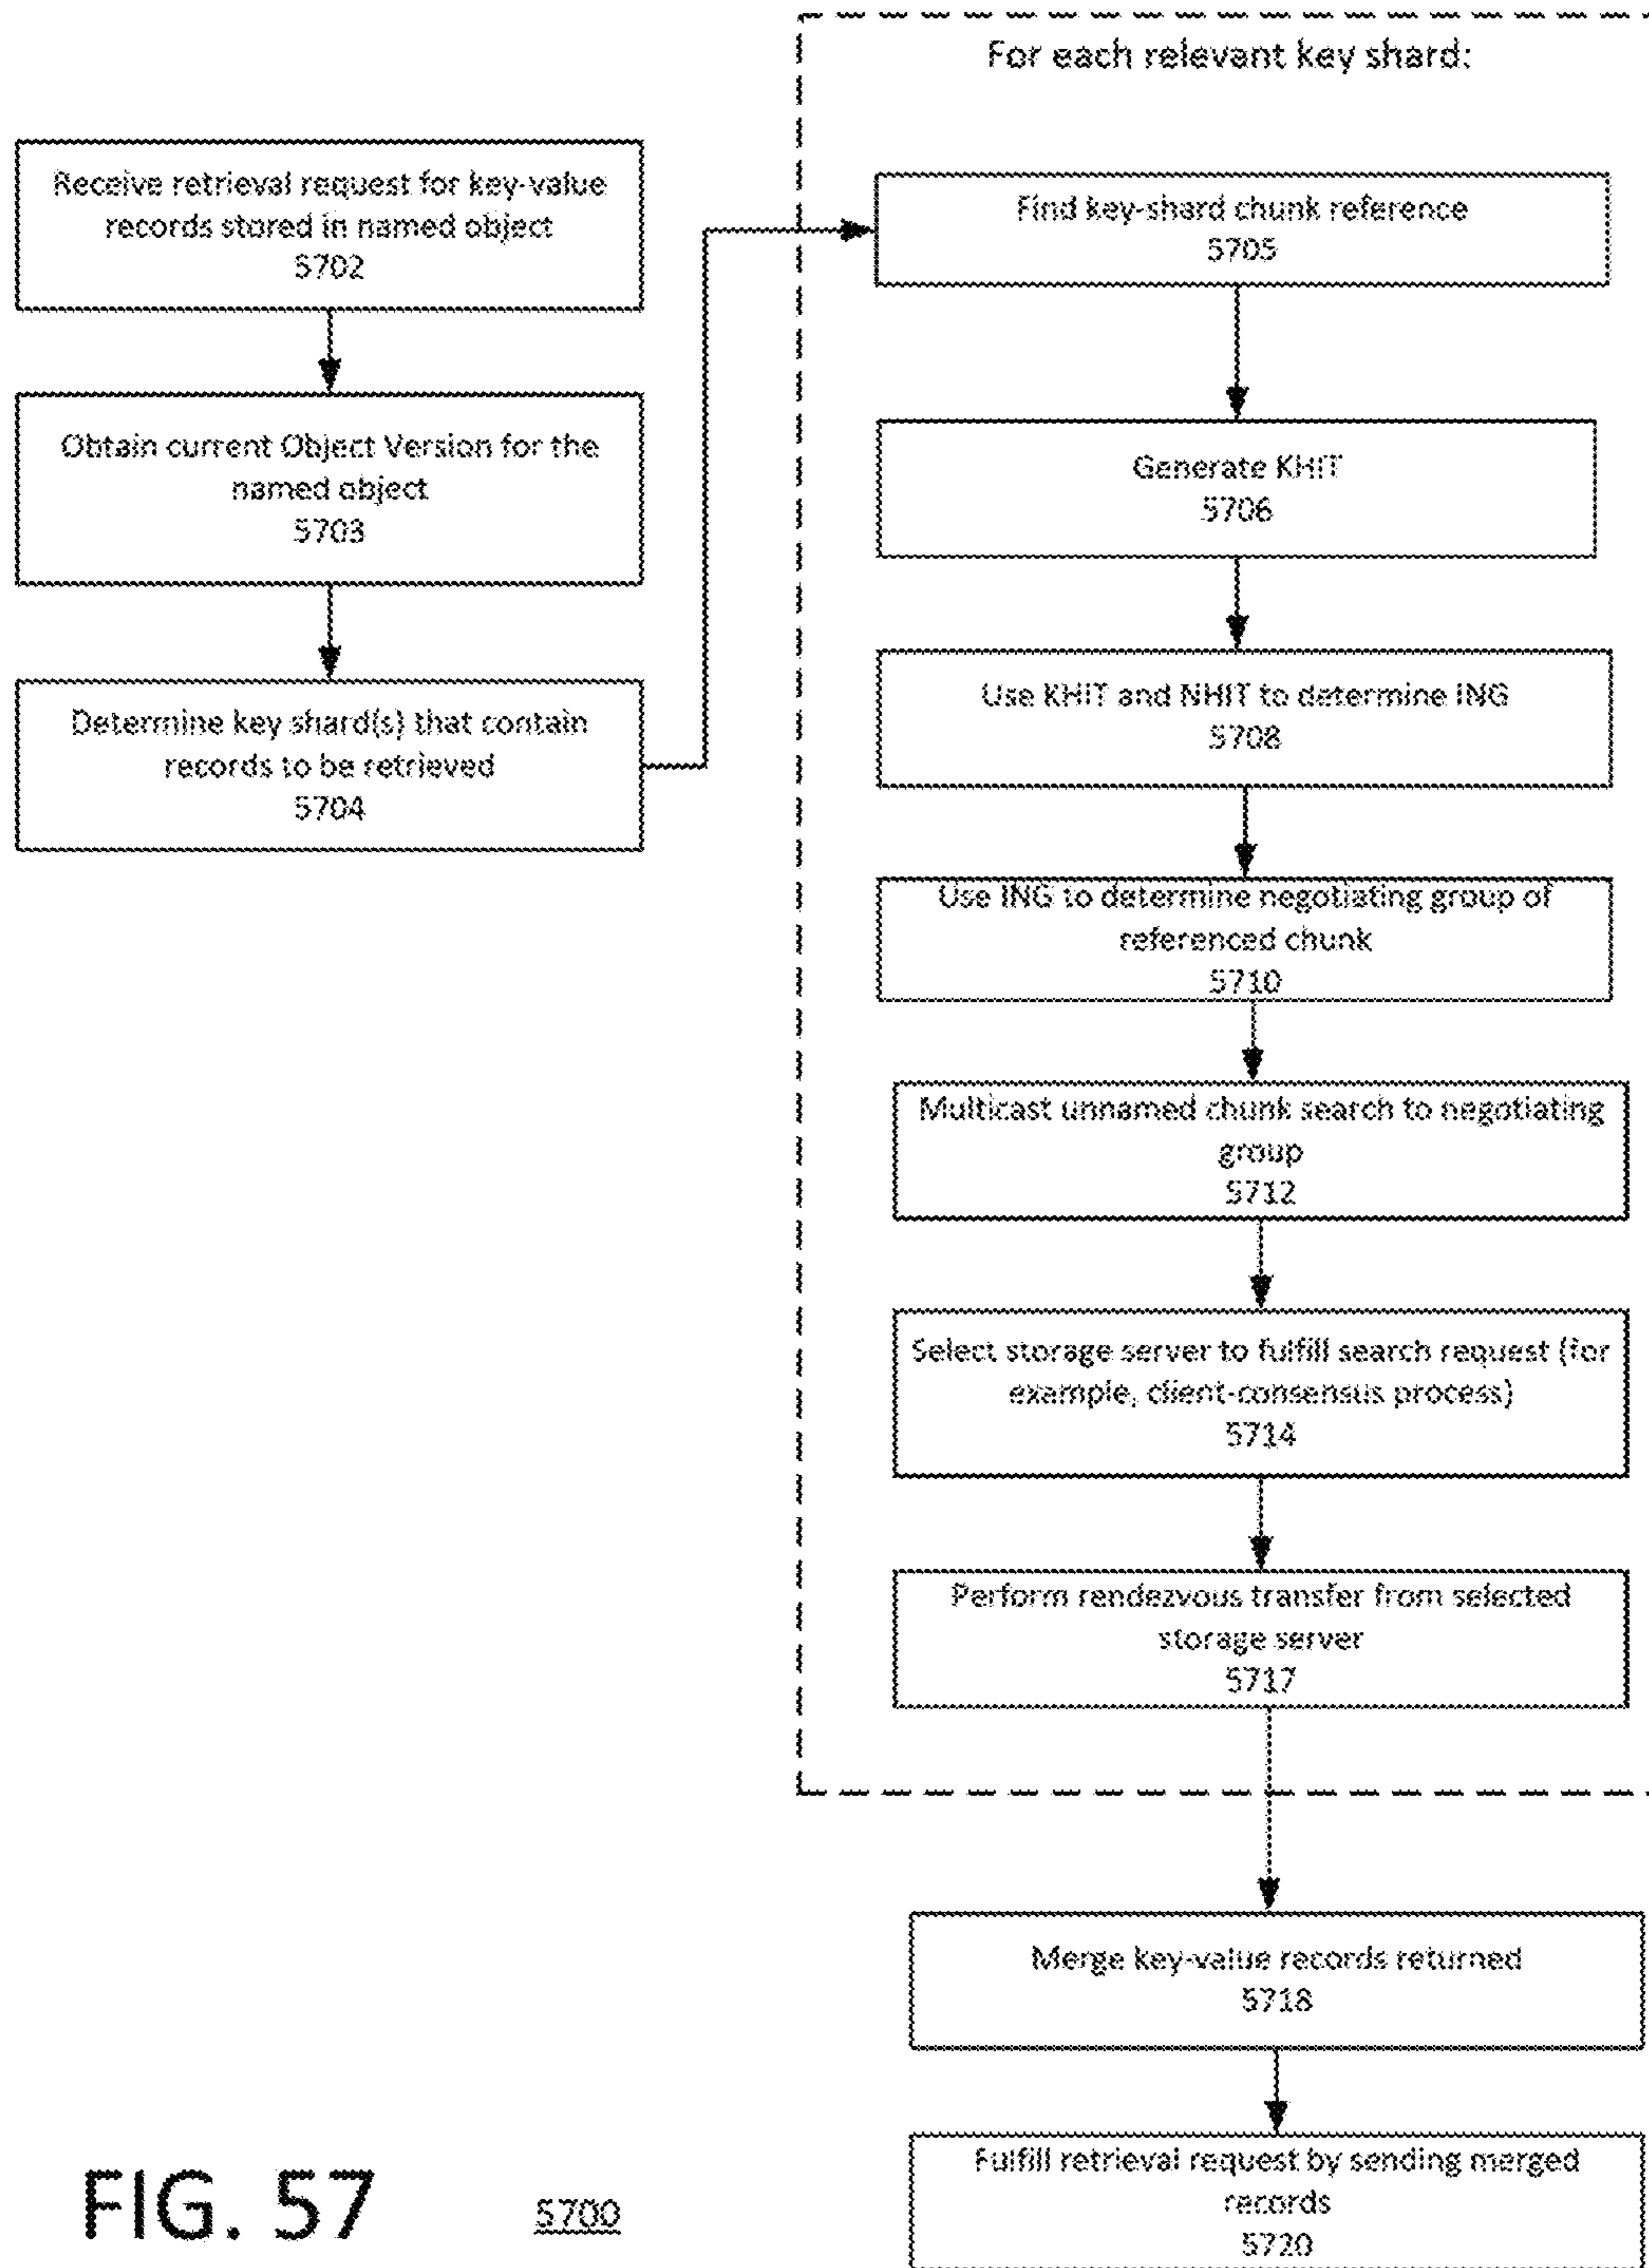 Receive retrieval request for key-value
records stored in named object
5702
Obtain current Object Version for the
named object
5703
Determine key shard(s) that contain
records to be retrieved
5704
For each relevant key shard:
Find key-shard chunk reference
5705
Generate KHIT
5706
Use KHIT and NHIT to determine ING
5708
Use ING to determine negotiating group of
referenced chunk
5710
Multicast unnamed chunk search to negotiating
group
5712
Select storage server to fulfill search request (for
example, client-consensus process)
5714
Perform rendezvous transfer from selected
storage server
5717
Merge key-value records returned
5718
Fulfill retrieval request by sending merged
records
5720
FIG. 57
5700